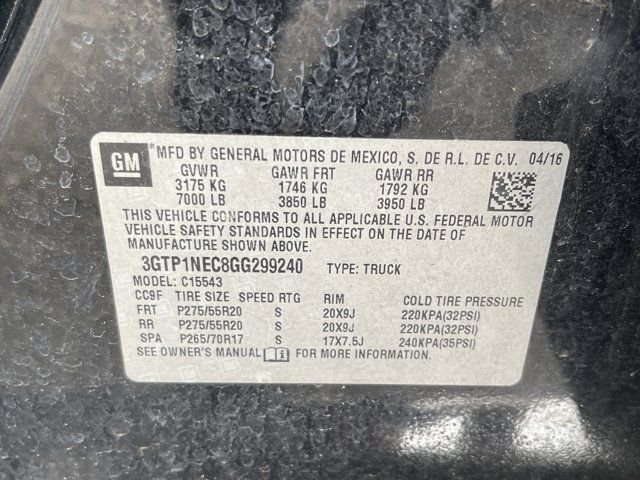 GM MFD BY GENERAL MOTORS DE MEXICO, S. DE R.L. DE C.V. 04/16
GVWR GAWR FRT GAWR RR
3175 KG 1746 KG 1792 KG
7000 LB 3850 LB 3950 LB
THIS VEHICLE CONFORMS TO ALL APPLICABLE U.S. FEDERAL MOTOR
VEHICLE SAFETY STANDARDS IN EFFECT ON THE DATE OF
MANUFACTURE SHOWN ABOVE.
3GTP1NEC8GG299240 TYPE: TRUCK
MODEL: C15543
CC9F TIRE SIZE SPEED RTG RIM COLD TIRE PRESSURE
FRT P275/55R20 S 20X9J 220KPA(32PSI)
RR P275/55R20 S 20X9J 220KPA(32PSI)
SPA P265/70R17 S 17X7.5J 240KPA(35PSI)
SEE OWNER'S MANUAL FOR MORE INFORMATION.